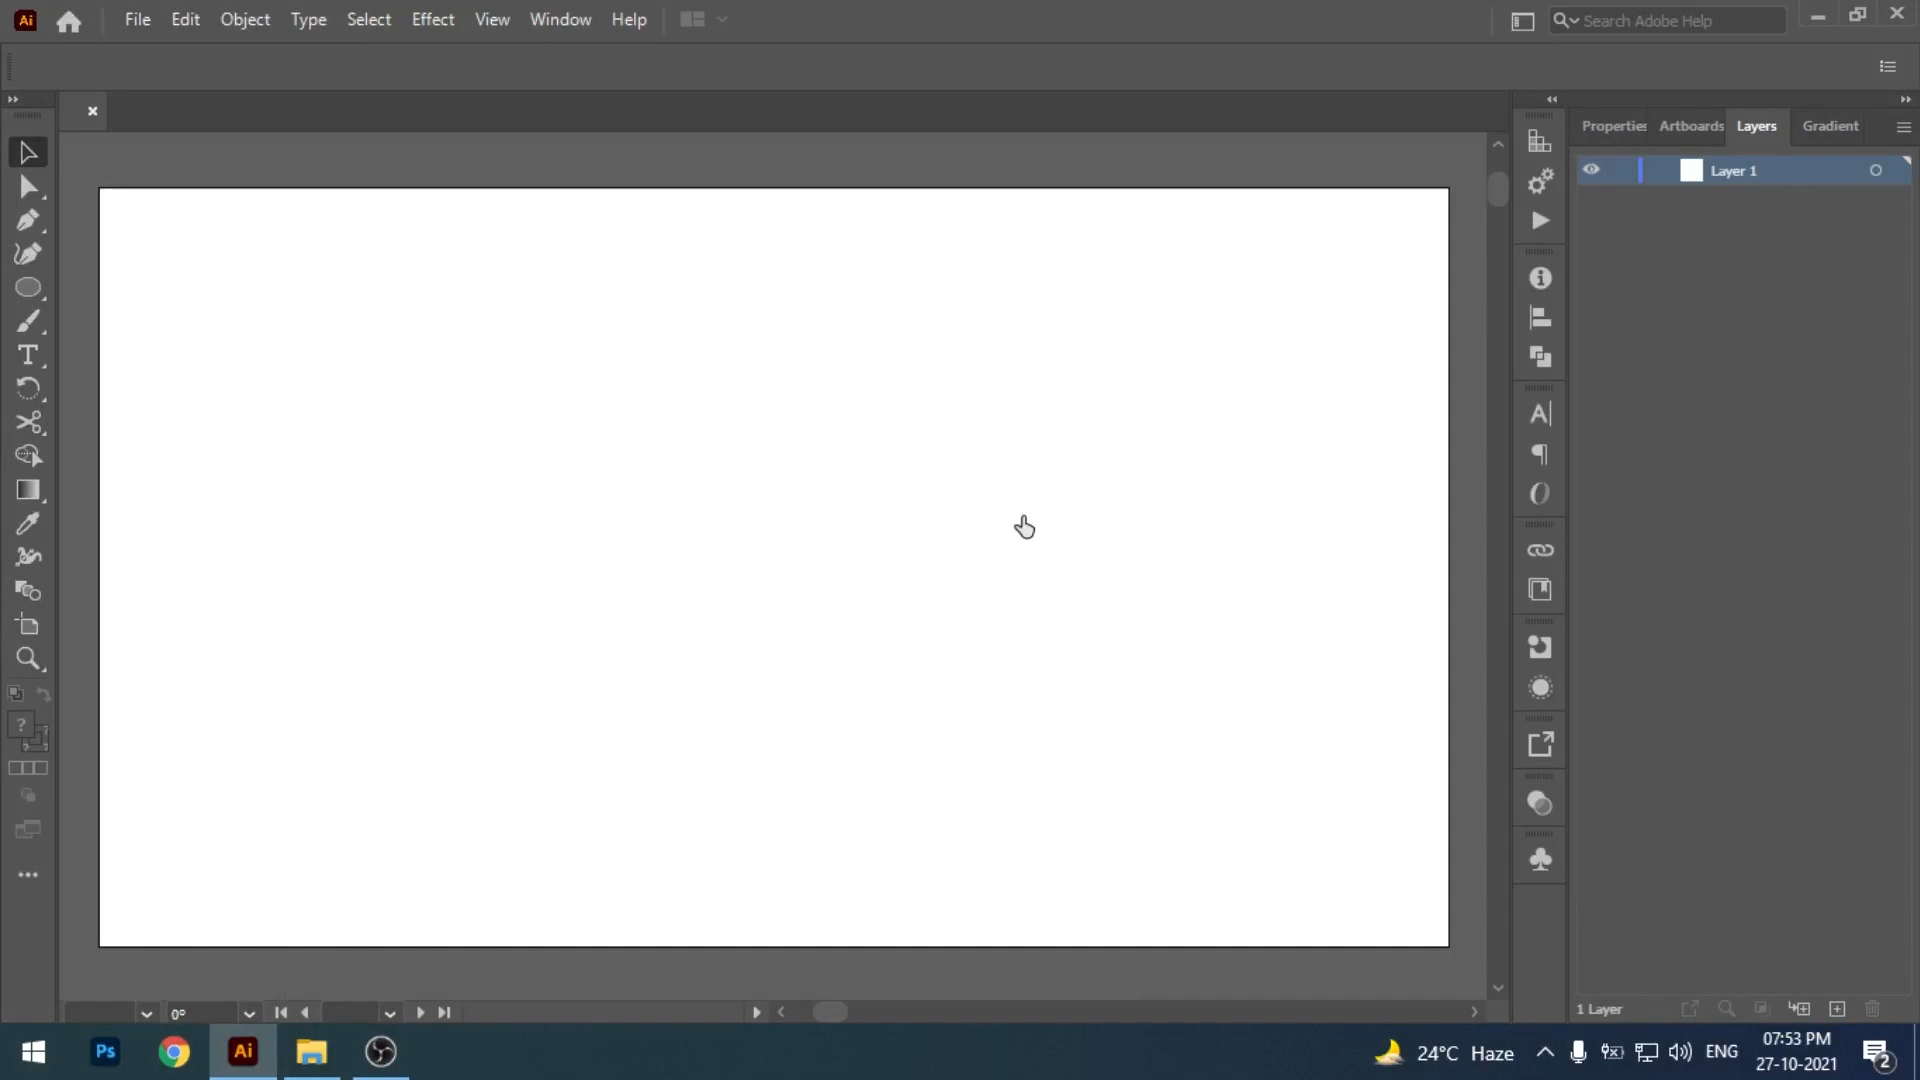 Ai File Edit Object Type Select Effect View Window Help Search Adobe Help
Properties Artboards Layers Gradient
Layer 1
T
A
?
0°
1 Layer
Ps Ai 24°C Haze ENG 07:53 PM
27-10-2021
2